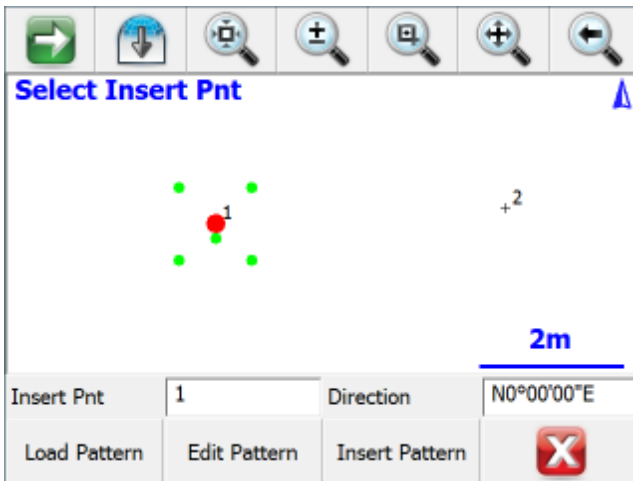 Select Insert Pnt
1
2
2m
Insert Pnt 1 Direction N0°00'00"E
Load Pattern Edit Pattern Insert Pattern